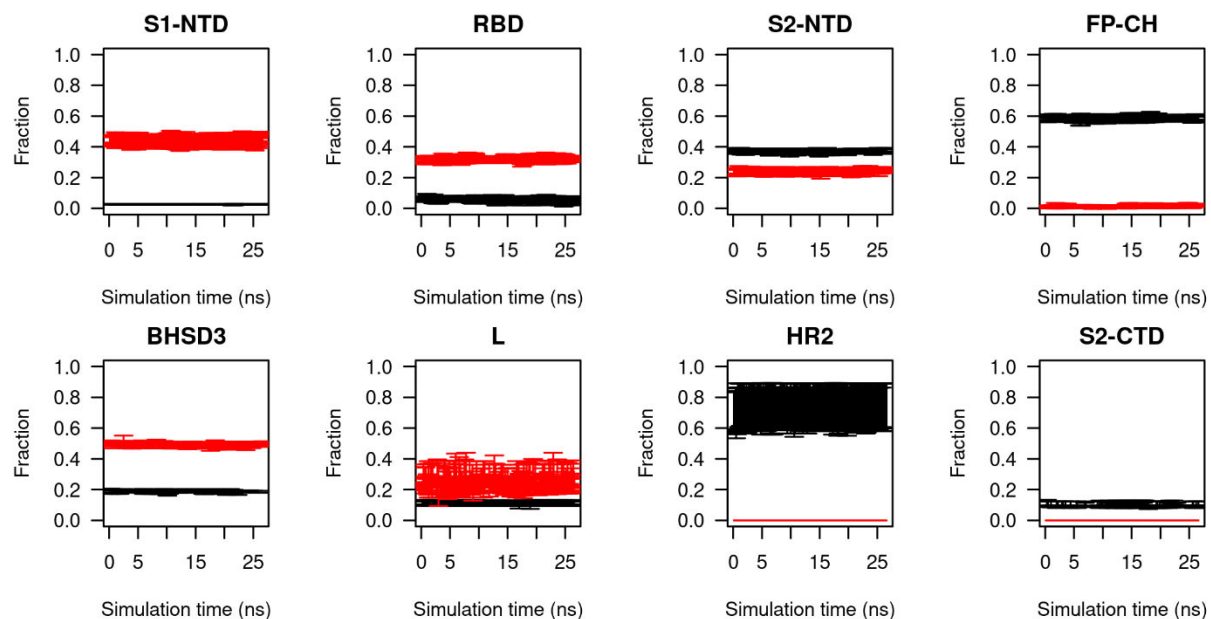 S1-NTD RBD S2-NTD FP-CH
1.0 1.0 1.0 1.0
0.8 0.8 0.8 0.8
0.6 0.6 0.6 0.6
0.4 0.4 0.4 0.4
0.2 0.2 0.2 0.2
0.0 0.0 0.0 0.0
Fraction Fraction Fraction Fraction
0 5 15 25 0 5 15 25 0 5 15 25 0 5 15 25
Simulation time (ns) Simulation time (ns) Simulation time (ns) Simulation time (ns)
BHSD3 L HR2 S2-CTD
1.0 1.0 1.0 1.0
0.8 0.8 0.8 0.8
0.6 0.6 0.6 0.6
0.4 0.4 0.4 0.4
0.2 0.2 0.2 0.2
0.0 0.0 0.0 0.0
Fraction Fraction Fraction Fraction
0 5 15 25 0 5 15 25 0 5 15 25 0 5 15 25
Simulation time (ns) Simulation time (ns) Simulation time (ns) Simulation time (ns)